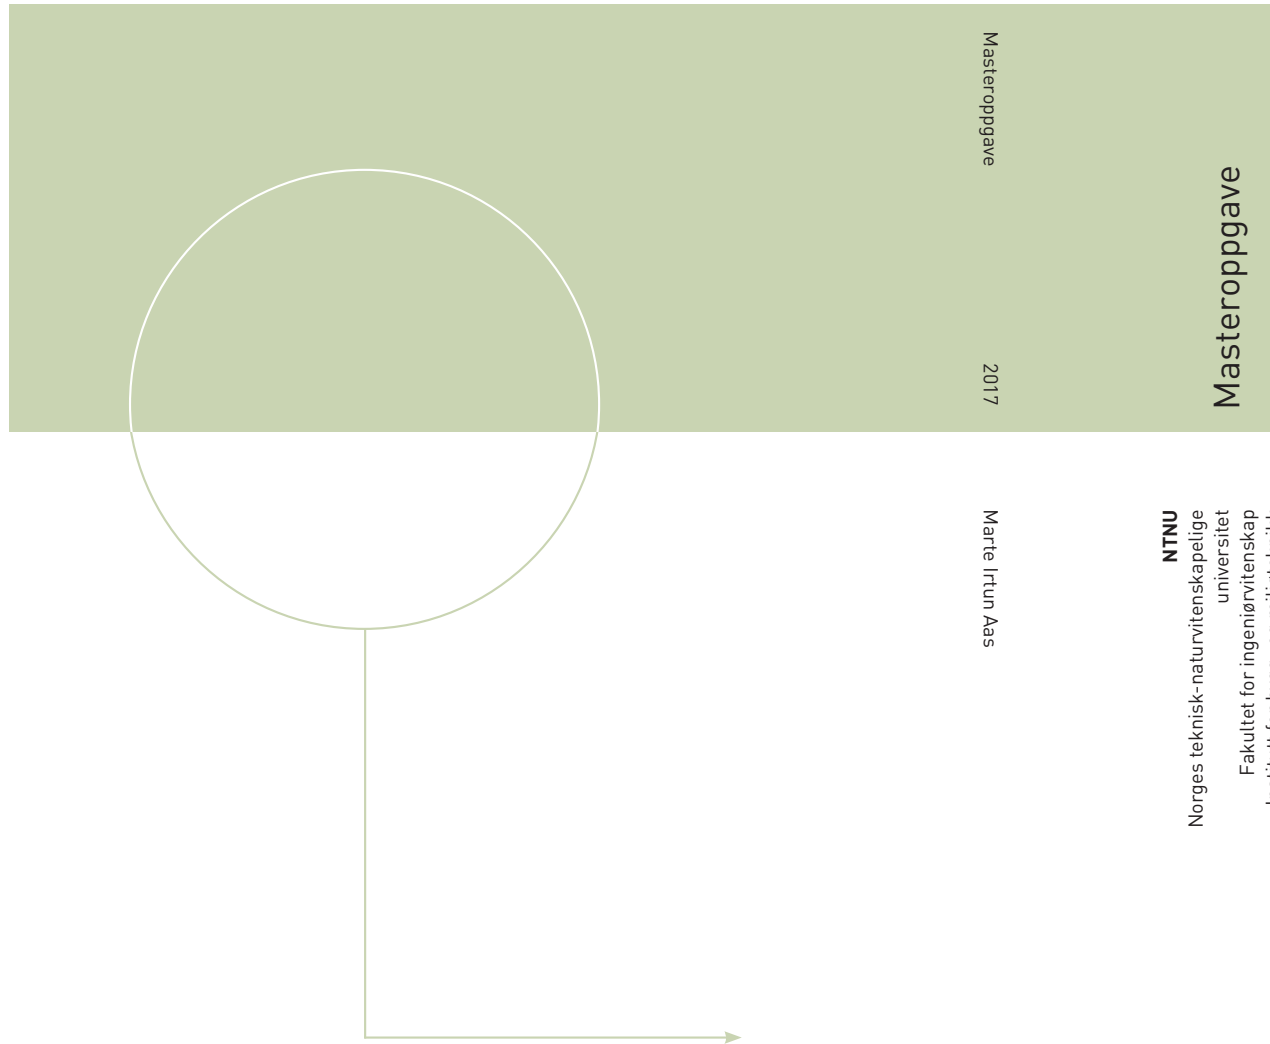 Masteroppgave
2017
Marte Irtun Aas
Masteroppgave
NTNU
Norges teknisk-naturvitenskapelige
universitet
Fakultet for ingeniørvitenskap